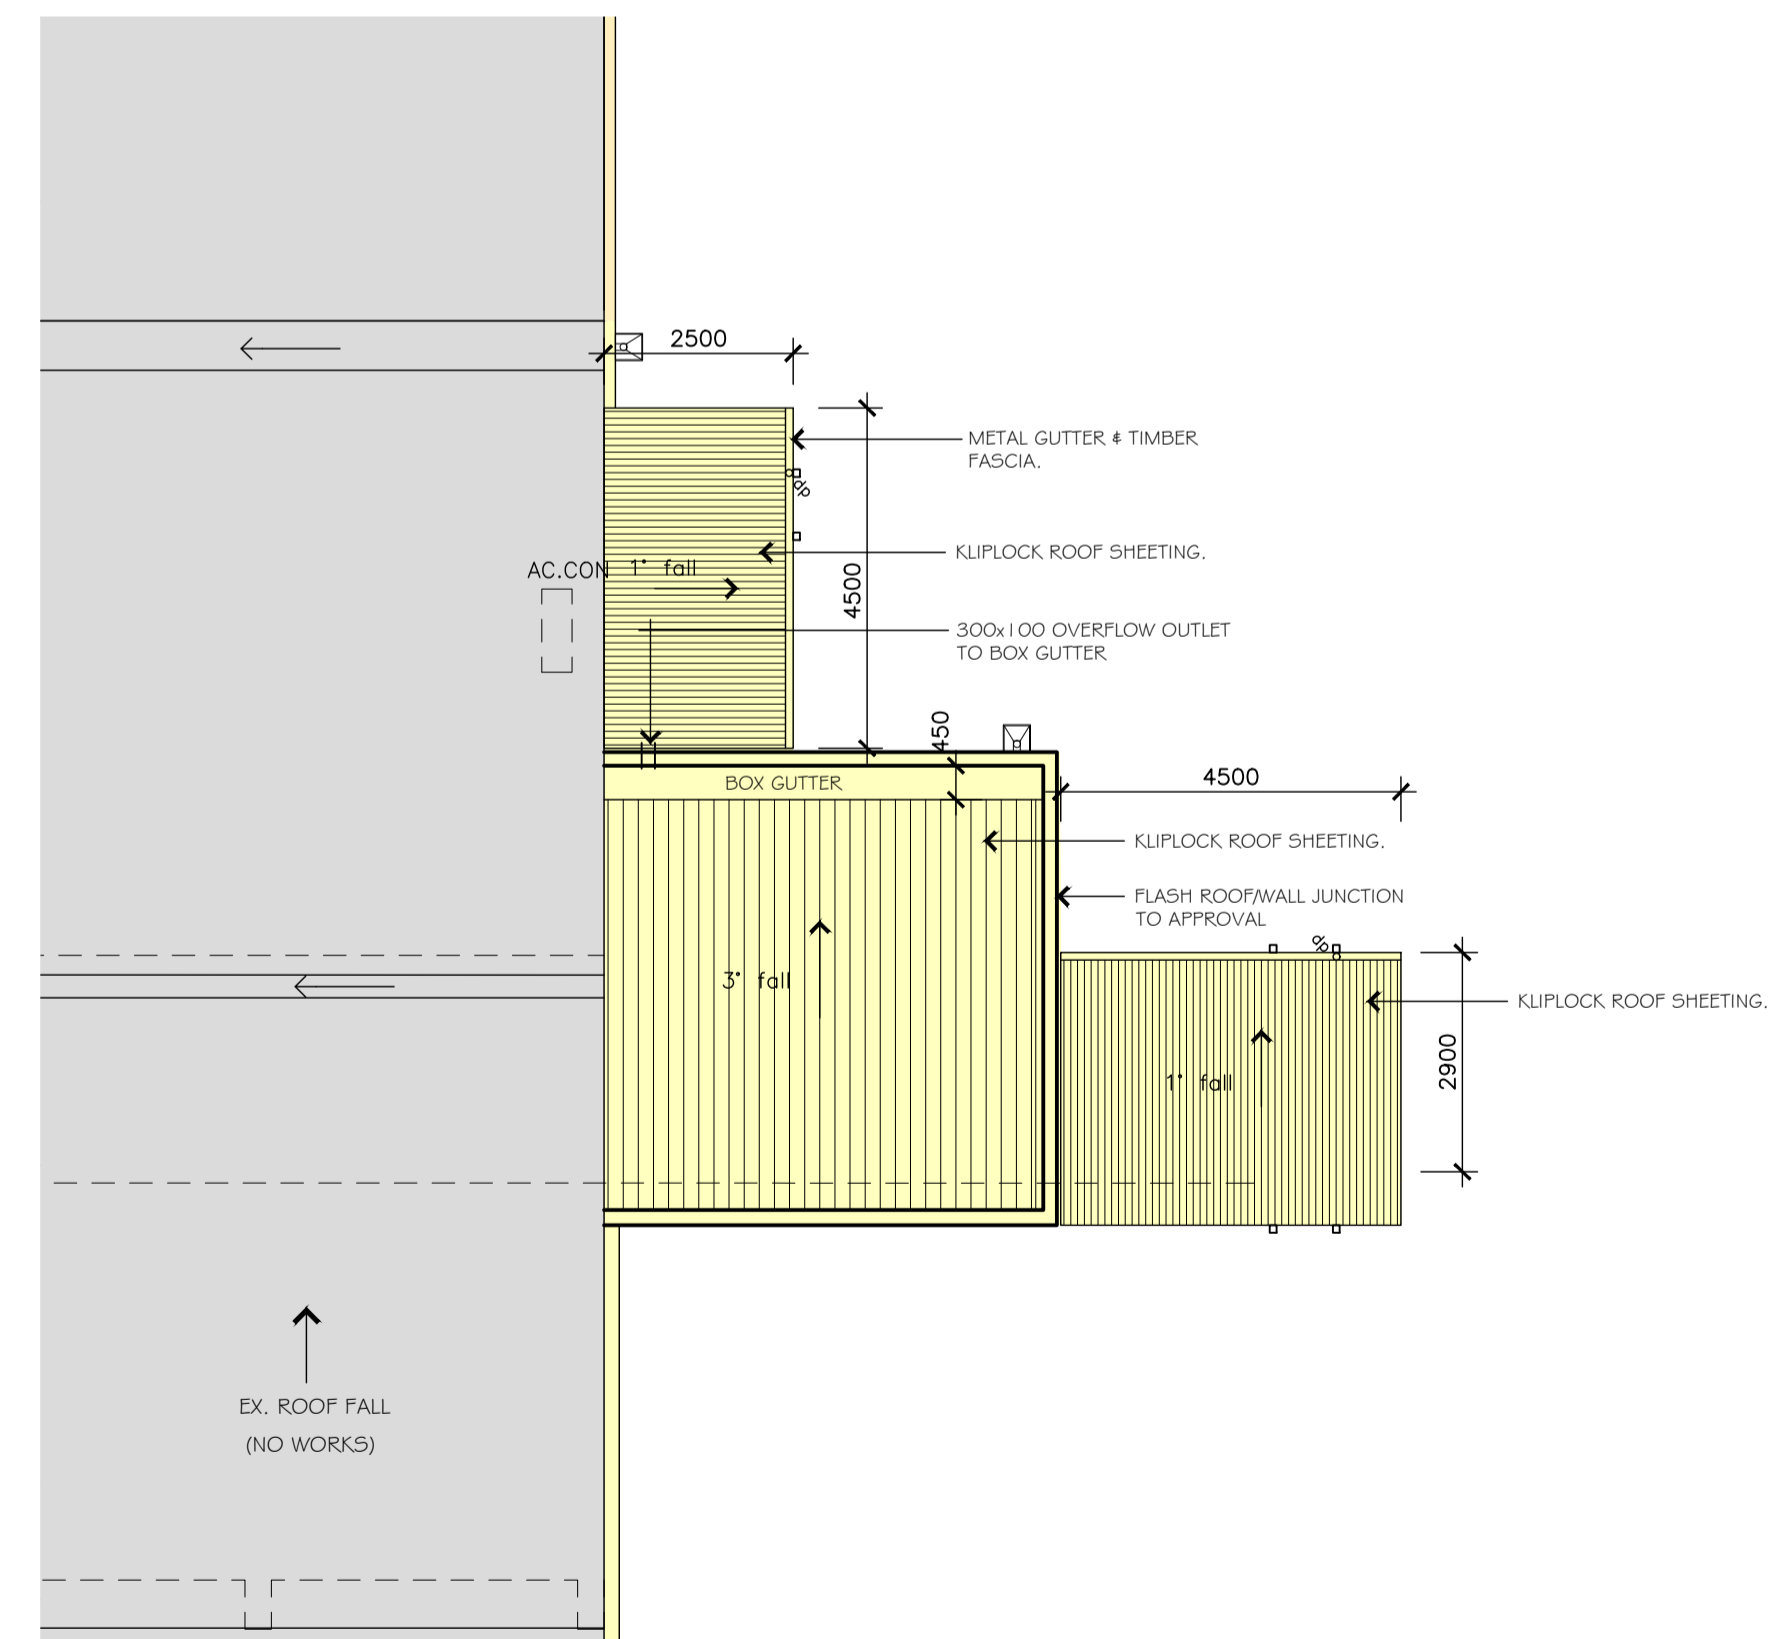 2500
METAL GUTTER & TIMBER
FASCIA.
dp
KLIPLOCK ROOF SHEETING.
AC.CON
1° fall
4500
300x100 OVERFLOW OUTLET
TO BOX GUTTER
450
BOX GUTTER
4500
KLIPLOCK ROOF SHEETING.
FLASH ROOF/WALL JUNCTION
TO APPROVAL
dp
3° fall
KLIPLOCK ROOF SHEETING.
1° fall
2900
EX. ROOF FALL
(NO WORKS)